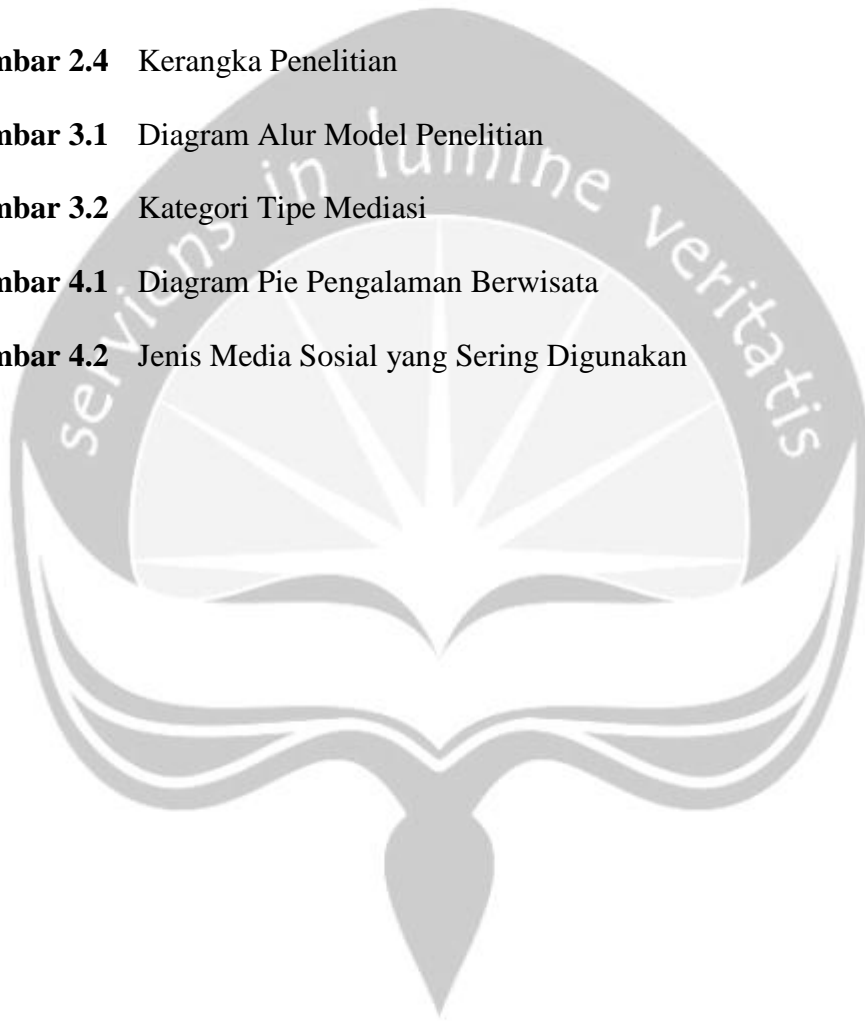 mbar 2.4 Kerangka Penelitian
mbar 3.1 Diagram Alur Model Penelitian
mbar 3.2 Kategori Tipe Mediasi
mbar 4.1 Diagram Pie Pengalaman Berwisata
mbar 4.2 Jenis Media Sosial yang Sering Digunakan
serviens in lumine veritatis